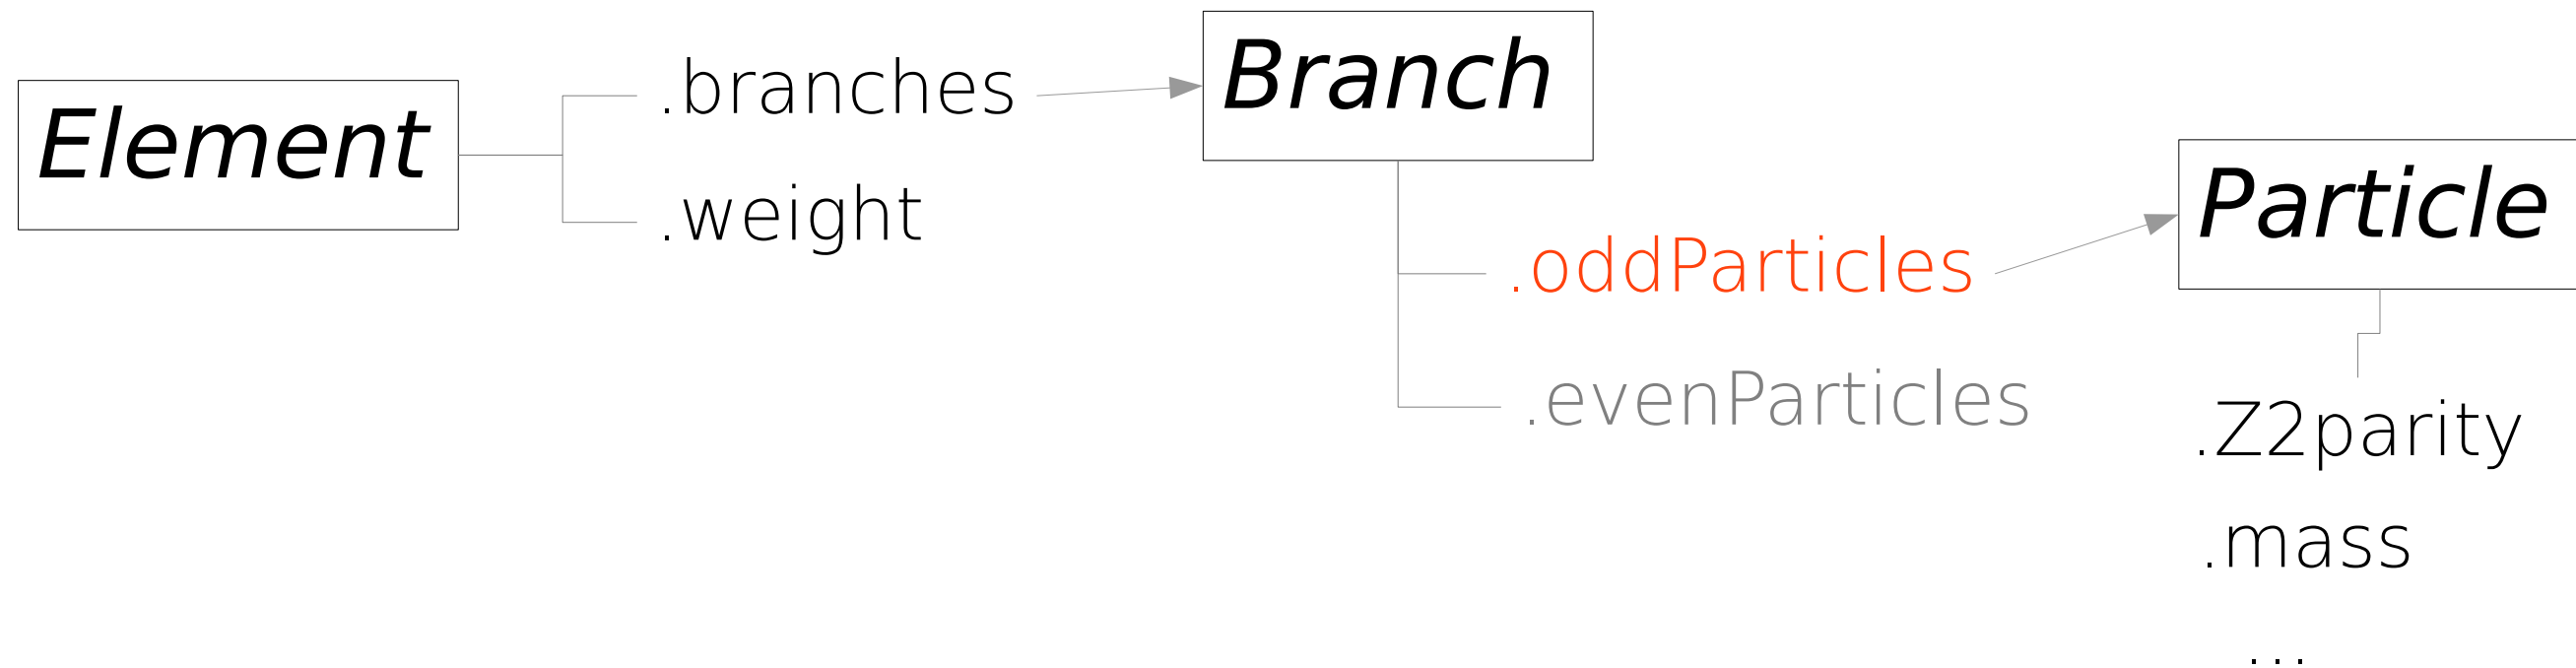 Element
.branches
.weight
Branch
.oddParticles
.evenParticles
Particle
.Z2parity
.mass